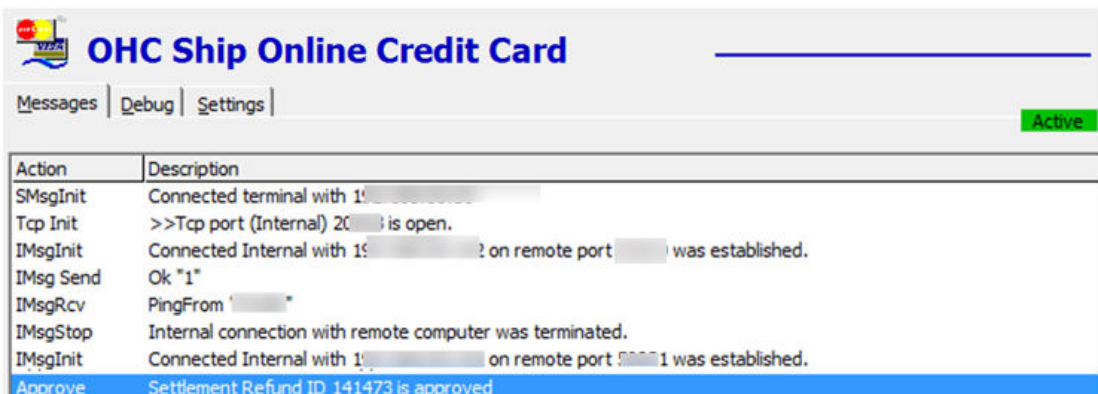 OHC Ship Online Credit Card
Messages Debug Settings
Active
Action Description
SMsgInit Connected terminal with
Tcp Init >>Tcp port (Internal) is open.
IMsgInit Connected Internal with on remote port was established.
IMsg Send Ok "1"
IMsgRcv PingFrom
IMsgStop Internal connection with remote computer was terminated.
IMsgInit Connected Internal with on remote port was established.
Approve Settlement Refund ID 141473 is approved